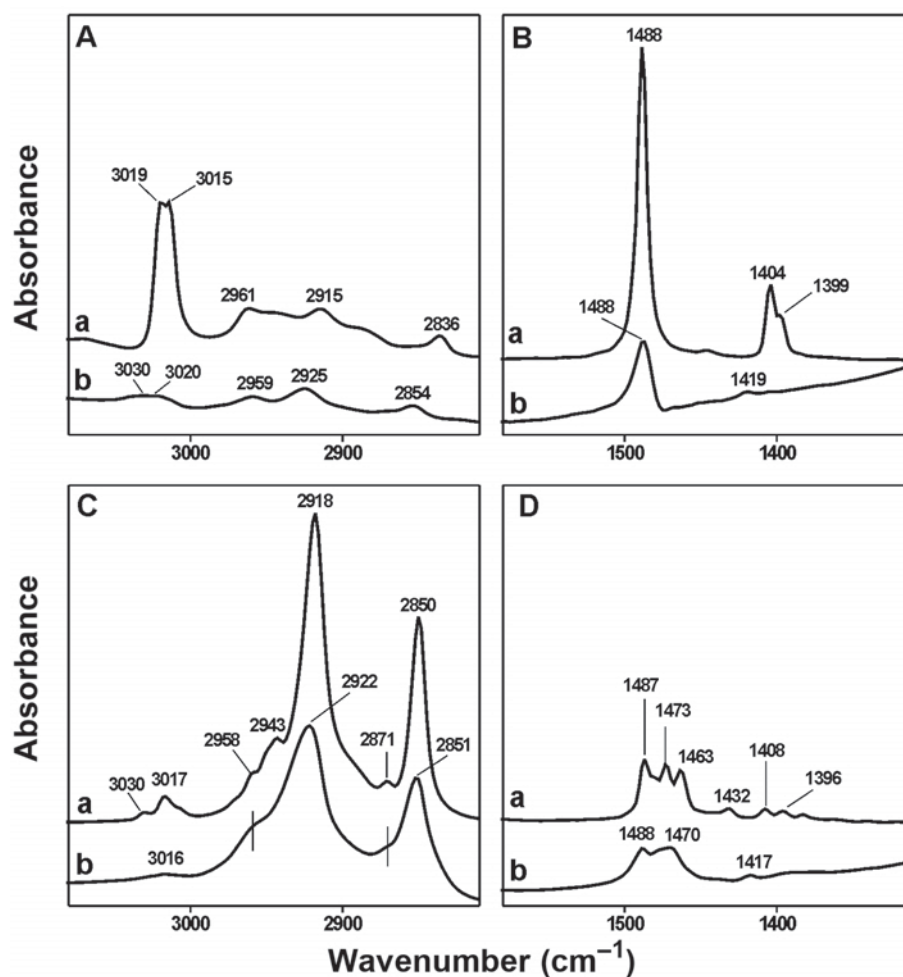 A
3019
3015
2961
2915
2836
a
3030
3020
2959
2925
2854
b
3000
2900
B
1488
1404
1399
1488
a
1419
b
1500
1400
Absorbance
C
2918
2850
2922
2943
2958
2871
2851
3030
3017
a
3016
b
3000
2900
D
1487
1473
1463
1408
1432
1396
a
1488
1470
1417
b
1500
1400
Absorbance
Wavenumber (cm⁻¹)